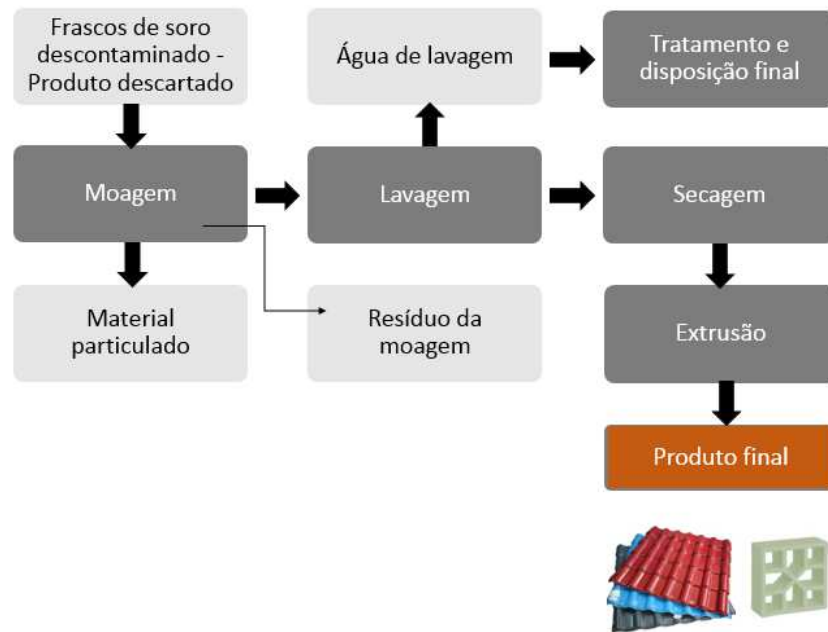 Frascos de soro
descontaminado -
Produto descartado
Água de lavagem
Tratamento e
disposição final
Moagem
Lavagem
Secagem
Material
particulado
Resíduo da
moagem
Extrusão
Produto final